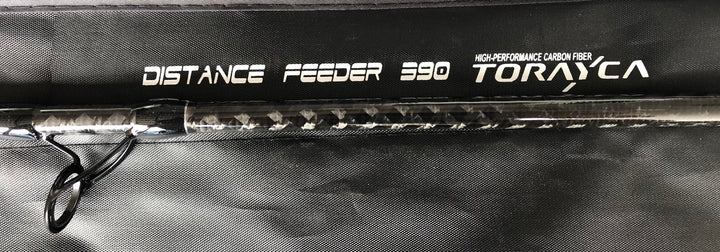 HIGH-PERFORMANCE CARBON FIBER
DISTANCE FEEDER 390 TORAYCA